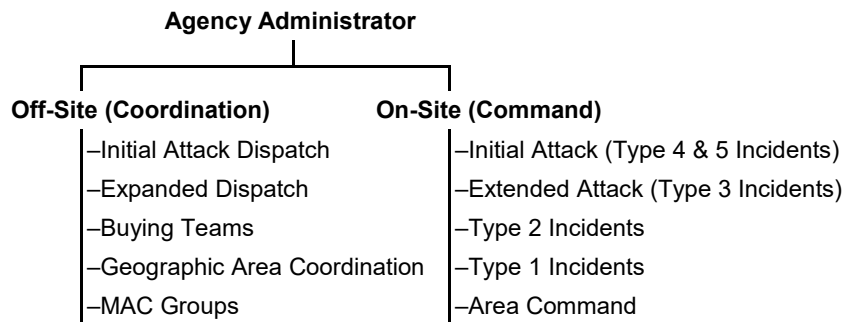 Agency Administrator
Off-Site (Coordination)
–Initial Attack Dispatch
–Expanded Dispatch
–Buying Teams
–Geographic Area Coordination
–MAC Groups
On-Site (Command)
–Initial Attack (Type 4 & 5 Incidents)
–Extended Attack (Type 3 Incidents)
–Type 2 Incidents
–Type 1 Incidents
–Area Command